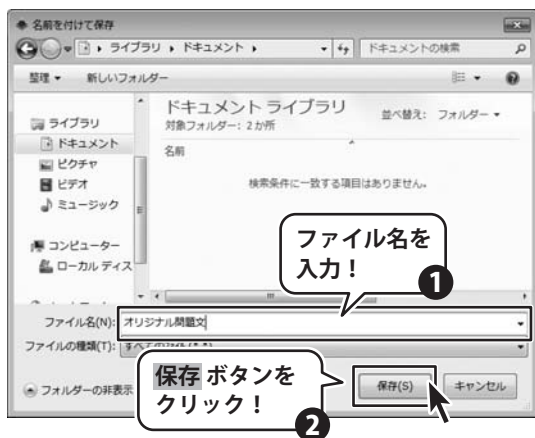 名前を付けて保存
ライブラリ ▸ ドキュメント ▸
ドキュメントの検索
整理 ▼ 新しいフォルダー
ライブラリ
ドキュメント
ピクチャ
ビデオ
ミュージック
コンピューター
ローカル ディス
ドキュメント ライブラリ
対象フォルダー: 2 か所
並べ替え: フォルダー ▼
名前
検索条件に一致する項目はありません。
ファイル名を
入力！
1
ファイル名(N): オリジナル問題文
ファイルの種類(T): すべてのファイル (*.*)
フォルダーの非表示
保存 ボタンを
クリック！
2
保存(S)
キャンセル